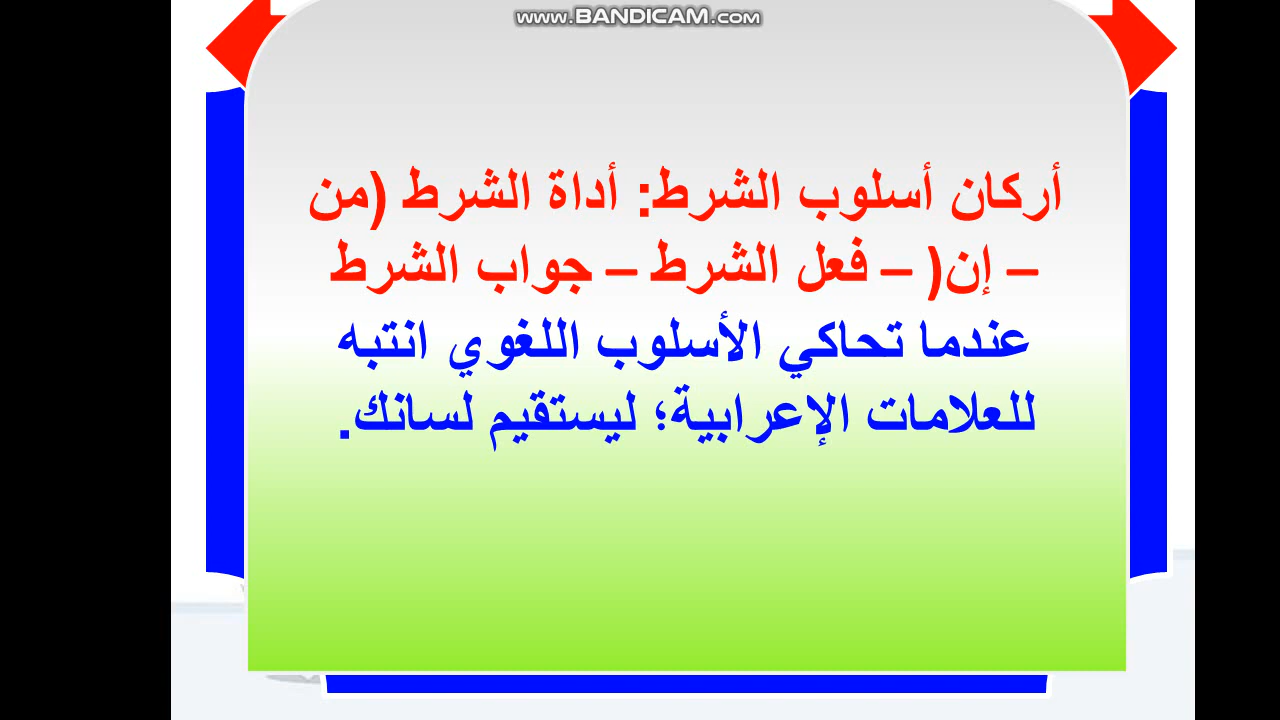 www.BANDICAM.com
أركان أسلوب الشرط: أداة الشرط (من
– إن) – فعل الشرط – جواب الشرط
عندما تحاكي الأسلوب اللغوي انتبه
للعلامات الإعرابية؛ ليستقيم لسانك.